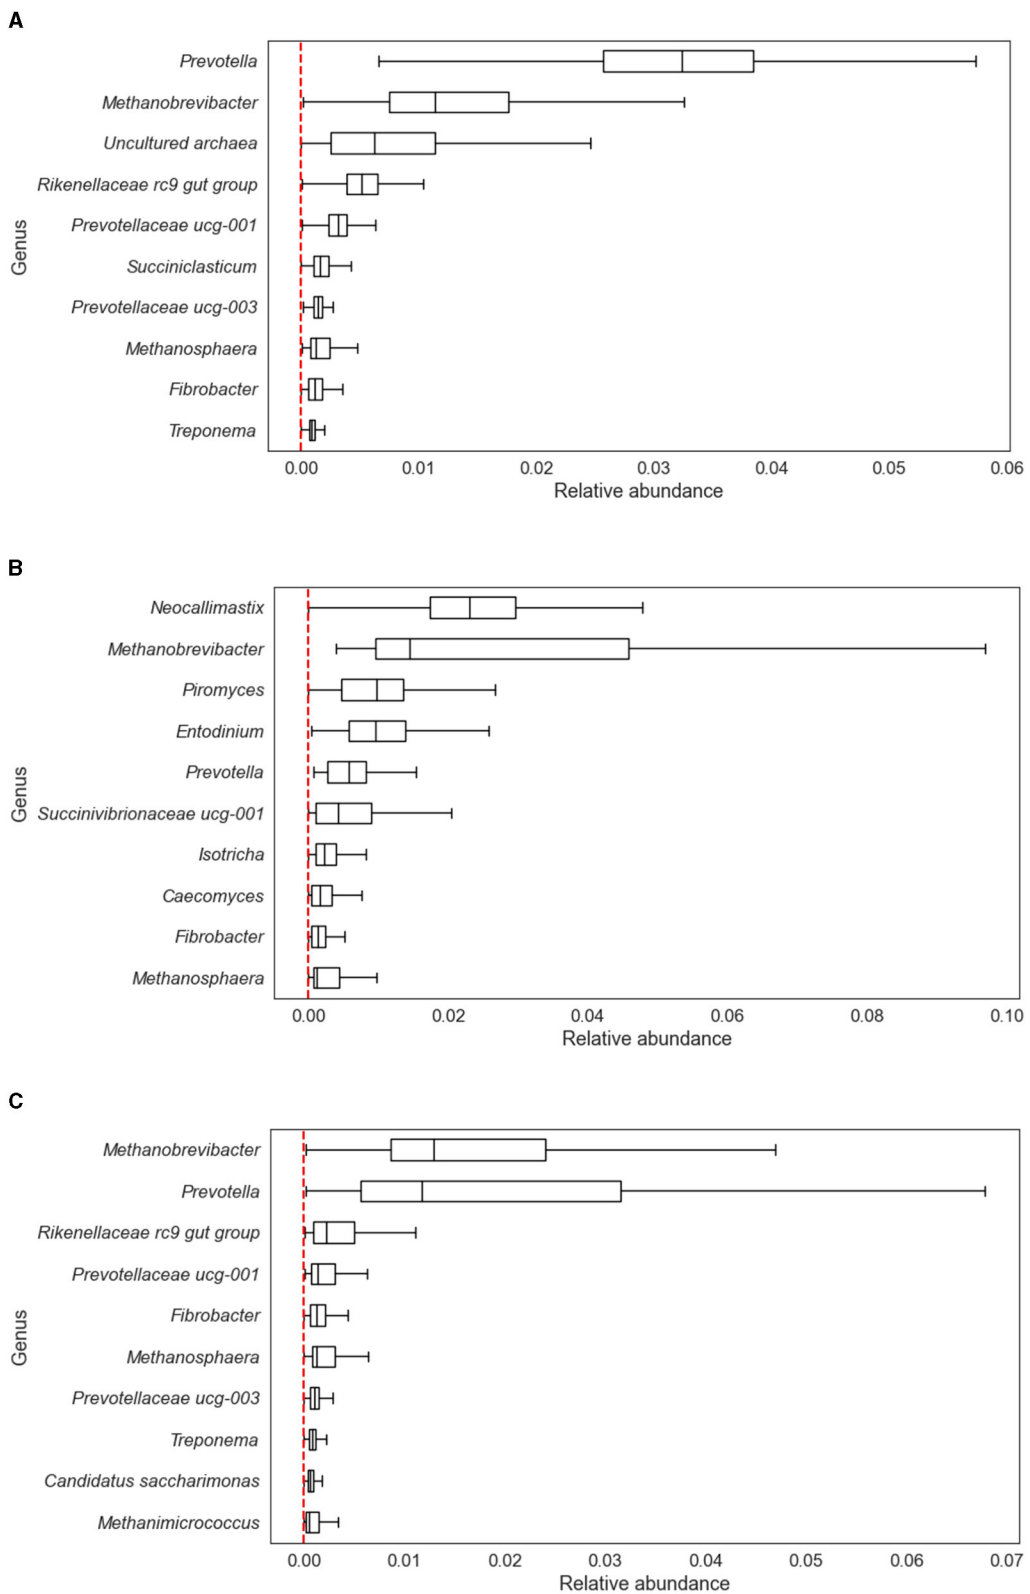 A
Prevotella
Methanobrevibacter
Uncultured archaea
Rikenellaceae rc9 gut group
Prevotellaceae ucg-001
Succiniclasticum
Prevotellaceae ucg-003
Methanosphaera
Fibrobacter
Treponema
Genus
0.00 0.01 0.02 0.03 0.04 0.05 0.06
Relative abundance
B
Neocallimastix
Methanobrevibacter
Piromyces
Entodinium
Prevotella
Succinivibrionaceae ucg-001
Isotricha
Caecomyces
Fibrobacter
Methanosphaera
Genus
0.00 0.02 0.04 0.06 0.08 0.10
Relative abundance
C
Methanobrevibacter
Prevotella
Rikenellaceae rc9 gut group
Prevotellaceae ucg-001
Fibrobacter
Methanosphaera
Prevotellaceae ucg-003
Treponema
Candidatus saccharimonas
Methanimicrococcus
Genus
0.00 0.01 0.02 0.03 0.04 0.05 0.06 0.07
Relative abundance